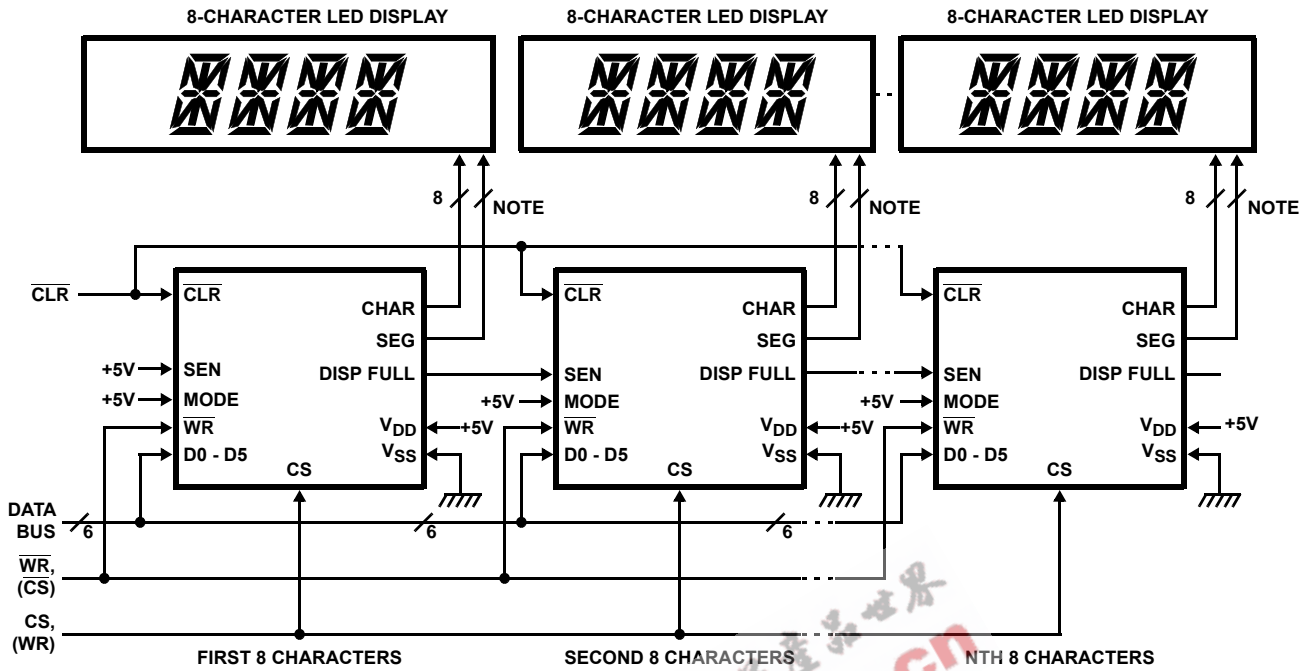 8-CHARACTER LED DISPLAY
8-CHARACTER LED DISPLAY
8-CHARACTER LED DISPLAY
8
NOTE
8
NOTE
8
NOTE
CLR
CLR
CHAR
SEG
+5V
SEN
DISP FULL
+5V
MODE
WR
VDD
+5V
D0 - D5
VSS
CS
CLR
CHAR
SEG
SEN
DISP FULL
+5V
MODE
WR
VDD
+5V
D0 - D5
VSS
CS
CLR
CHAR
SEG
SEN
DISP FULL
+5V
MODE
WR
VDD
+5V
D0 - D5
VSS
CS
DATA
BUS
6
6
6
WR,
(CS)
CS,
(WR)
FIRST 8 CHARACTERS
SECOND 8 CHARACTERS
NTH 8 CHARACTERS
.cn